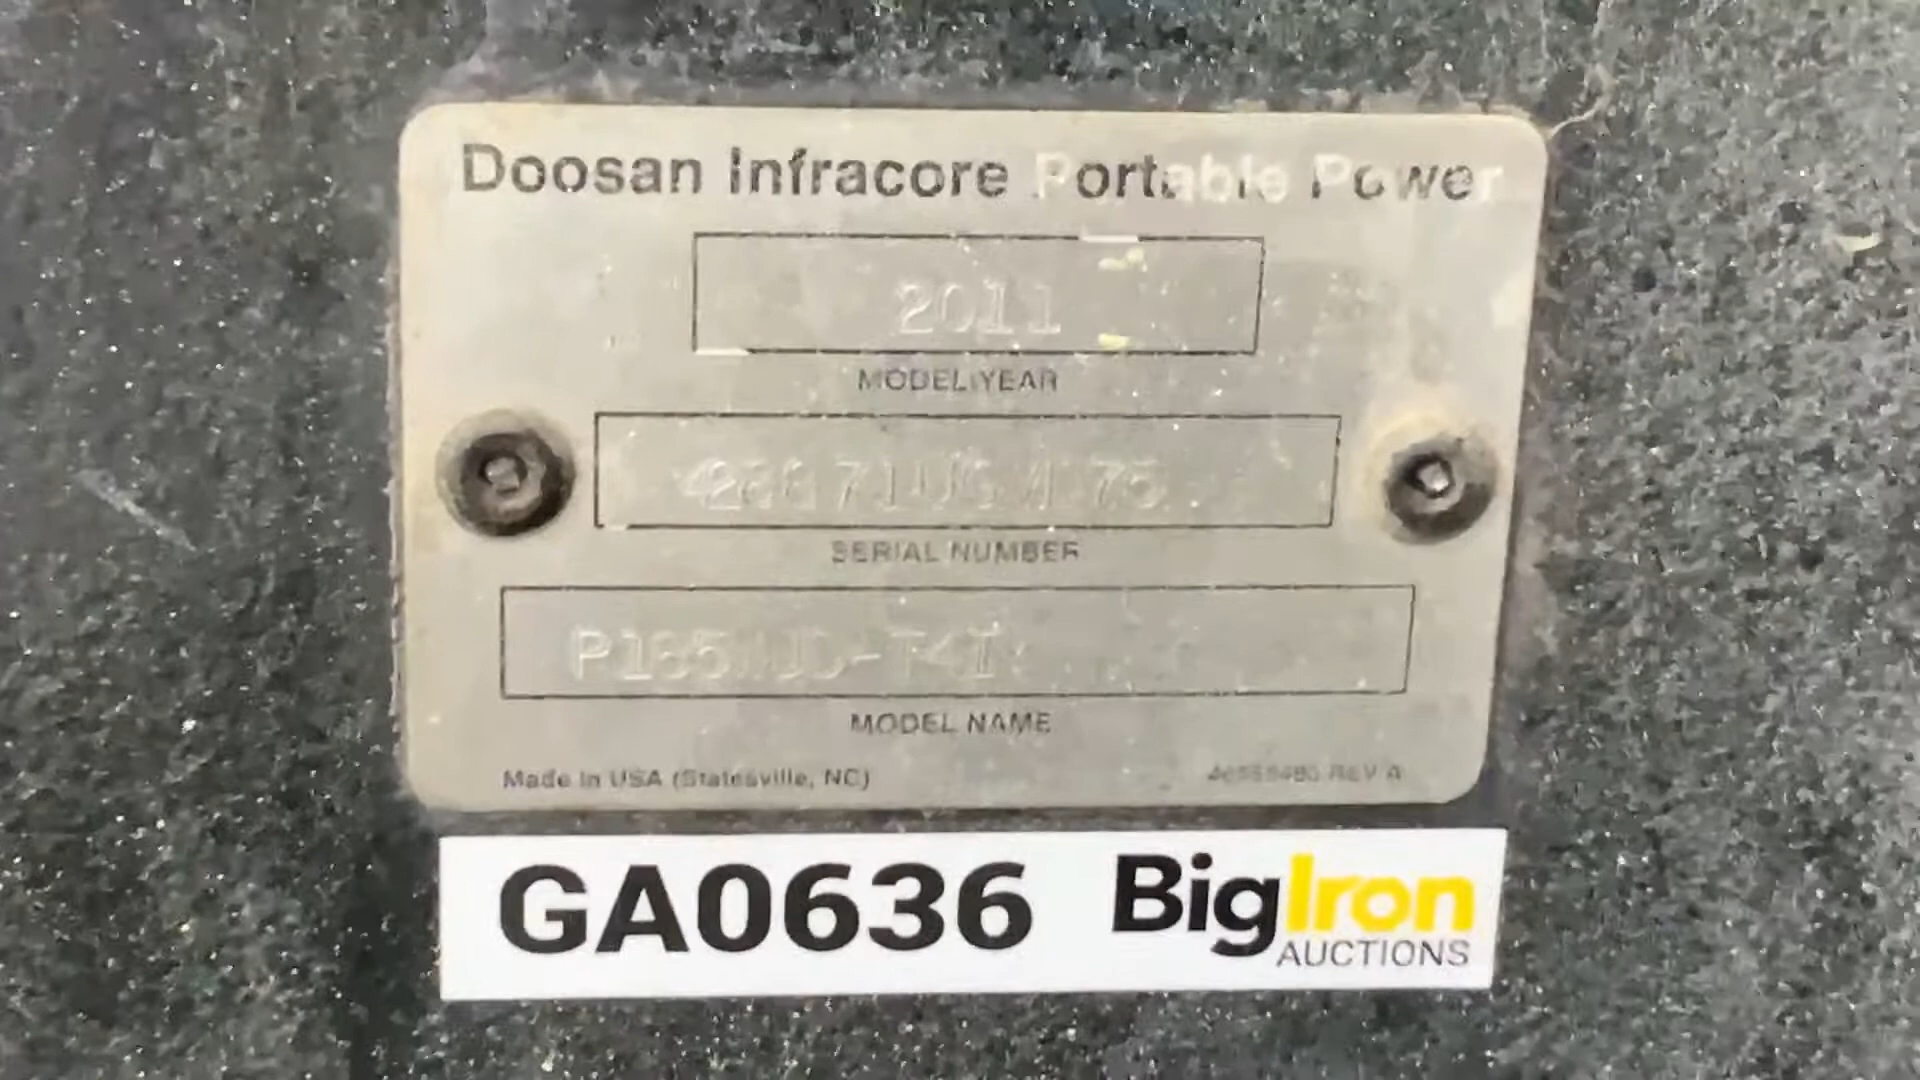 Doosan Infracore Portable Power
2011
MODEL YEAR
SERIAL NUMBER
MODEL NAME
Made in USA (Statesville, NC)
REV A
GA0636 BigIron
AUCTIONS